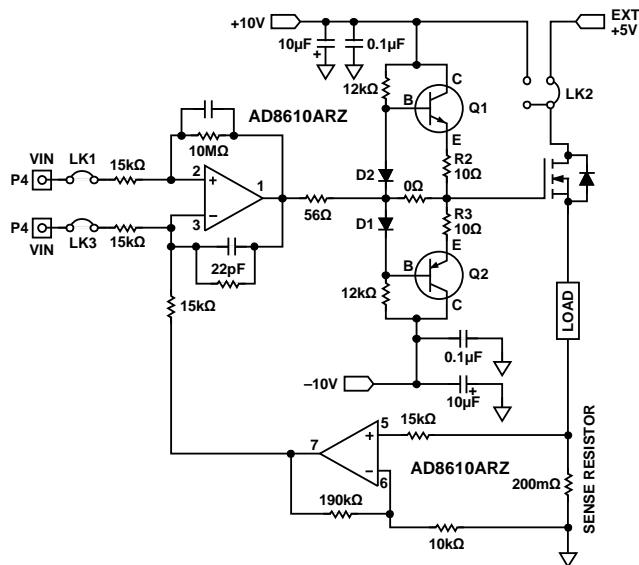 +10V
EXT
+5V
10µF
+
0.1µF
12kΩ
C
B
Q1
E
LK2
AD8610ARZ
10MΩ
VIN
LK1
15kΩ
P4
2
+
1
D2
R2
10Ω
0Ω
56Ω
P4
VIN
LK3
15kΩ
–
3
22pF
D1
R3
10Ω
E
B
Q2
C
12kΩ
15kΩ
LOAD
0.1µF
–10V
+
10µF
15kΩ
5
+
7
–
6
AD8610ARZ
190kΩ
10kΩ
200mΩ
SENSE RESISTOR